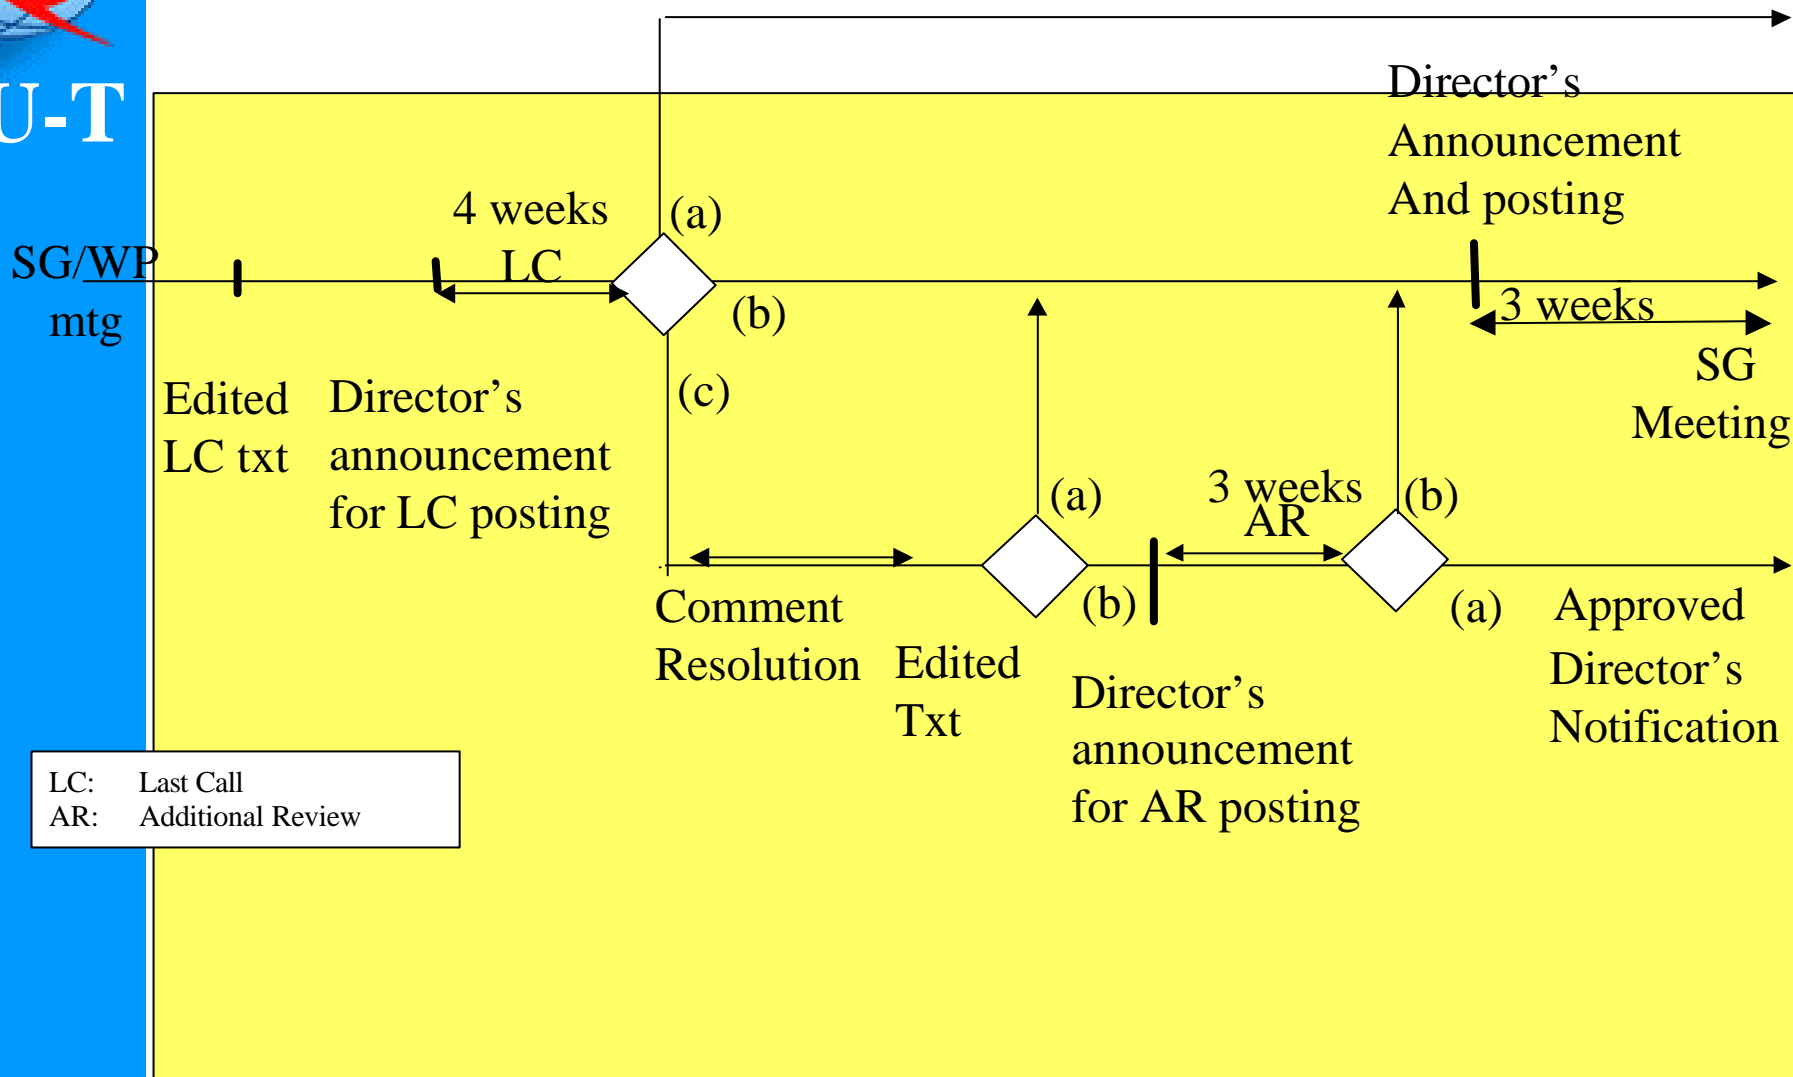 U-T
Director's
Announcement
And posting
4 weeks
LC
(a)
SG/WP
mtg
(b)
3 weeks
SG
Meeting
Edited
LC txt
Director's
announcement
for LC posting
(c)
(a)
3 weeks
AR
(b)
Comment
Resolution
Edited
Txt
(b)
Director's
announcement
for AR posting
(a)
Approved
Director's
Notification
LC: Last Call
AR: Additional Review